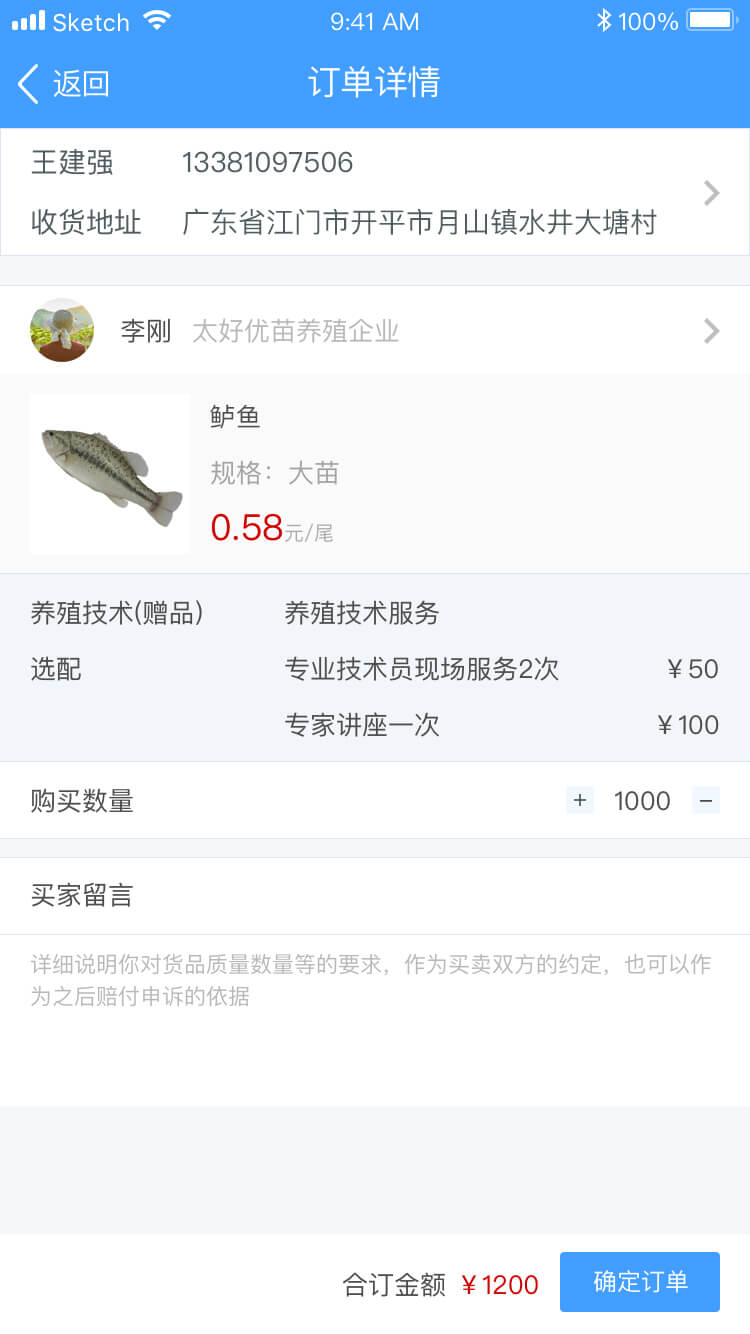 Sketch 9:41 AM 100%
返回 订单详情
王建强 13381097506
收货地址 广东省江门市开平市月山镇水井大塘村
李刚 太好优苗养殖企业
鲈鱼
规格：大苗
0.58元/尾
养殖技术(赠品) 养殖技术服务
选配 专业技术员现场服务2次 ¥50
专家讲座一次 ¥100
购买数量 + 1000 −
买家留言
详细说明你对货品质量数量等的要求，作为买卖双方的约定，也可以作
为之后赔付申诉的依据
合订金额 ¥1200 确定订单